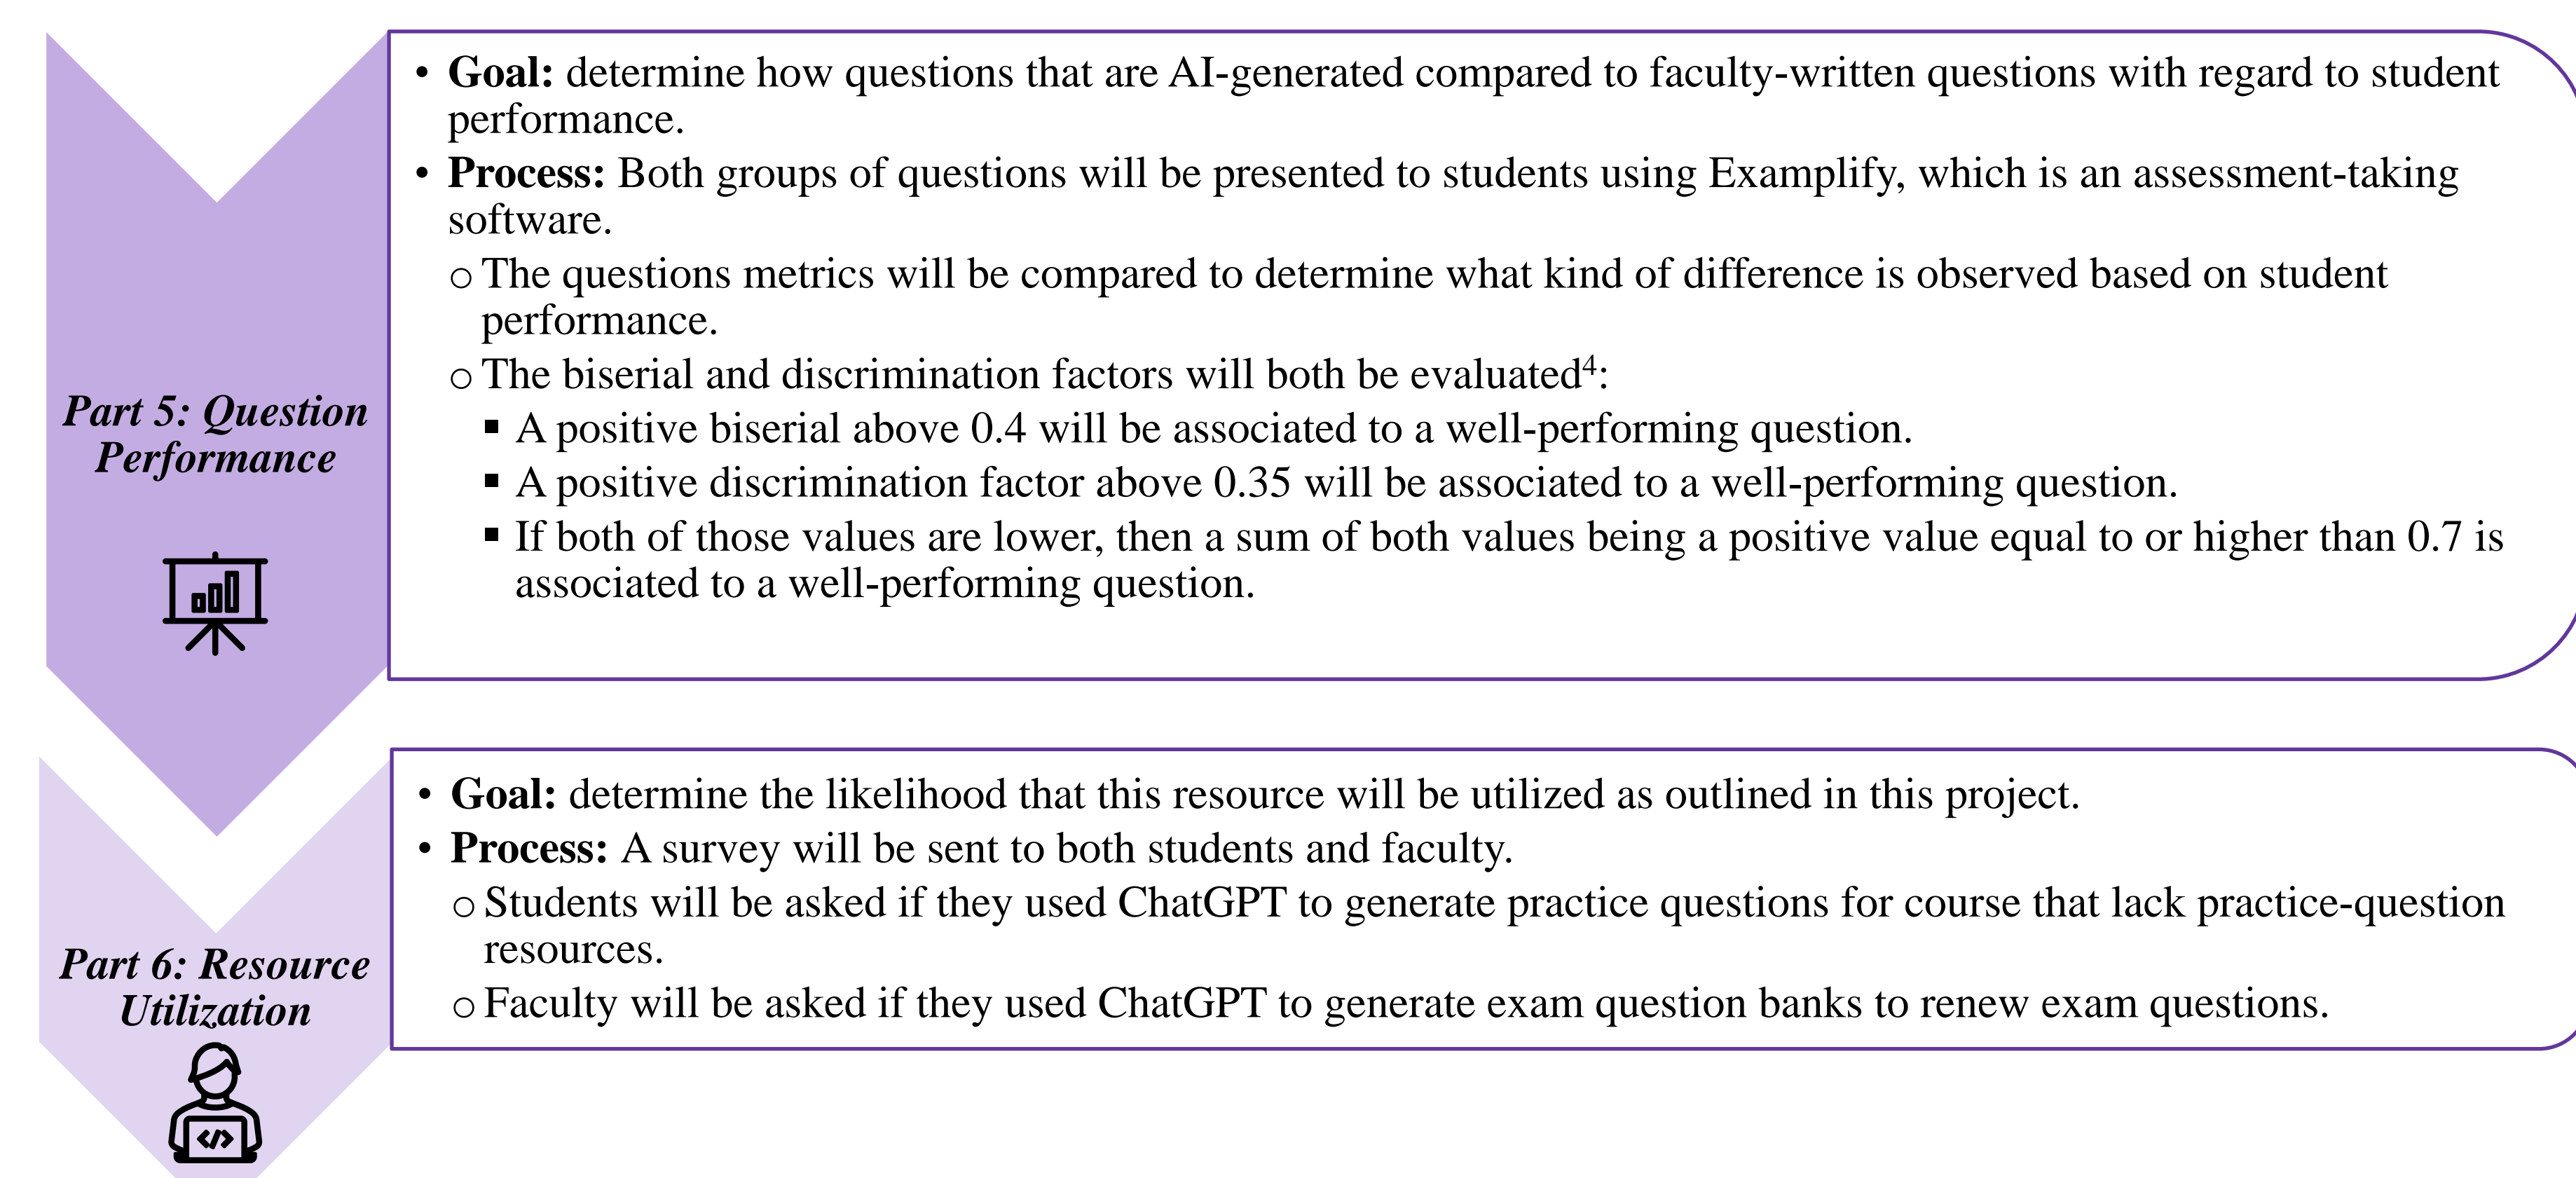 • Goal: determine how questions that are AI-generated compared to faculty-written questions with regard to student
performance.
• Process: Both groups of questions will be presented to students using Examplify, which is an assessment-taking
software.
o The questions metrics will be compared to determine what kind of difference is observed based on student
performance.
o The biserial and discrimination factors will both be evaluated⁴:
▪ A positive biserial above 0.4 will be associated to a well-performing question.
▪ A positive discrimination factor above 0.35 will be associated to a well-performing question.
▪ If both of those values are lower, then a sum of both values being a positive value equal to or higher than 0.7 is
associated to a well-performing question.
Part 5: Question
Performance
• Goal: determine the likelihood that this resource will be utilized as outlined in this project.
• Process: A survey will be sent to both students and faculty.
o Students will be asked if they used ChatGPT to generate practice questions for course that lack practice-question
resources.
o Faculty will be asked if they used ChatGPT to generate exam question banks to renew exam questions.
Part 6: Resource
Utilization